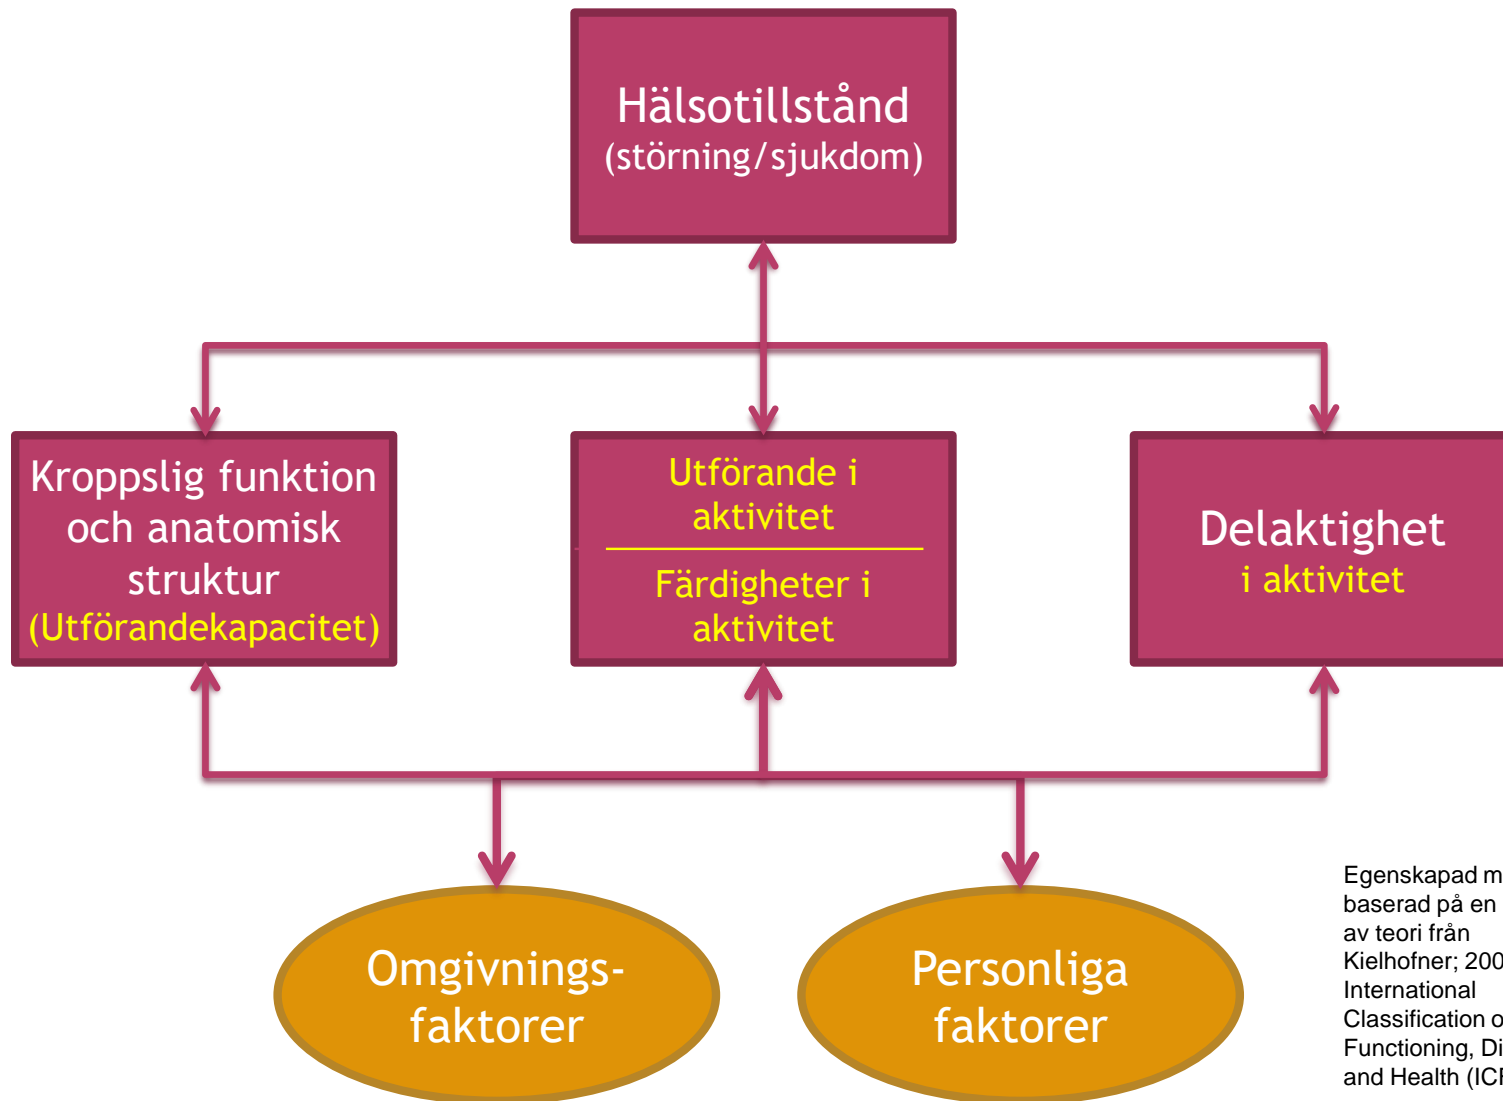 Hälsotillstånd
(störning/sjukdom)
Kroppslig funktion
och anatomisk
struktur
(Utförandekapacitet)
Utförande i
aktivitet
Färdigheter i
aktivitet
Delaktighet
i aktivitet
Omgivnings-
faktorer
Personliga
faktorer
Egenskapad
baserad på en
av teori från
Kielhofner;
International
Classification
Functioning,
and Health